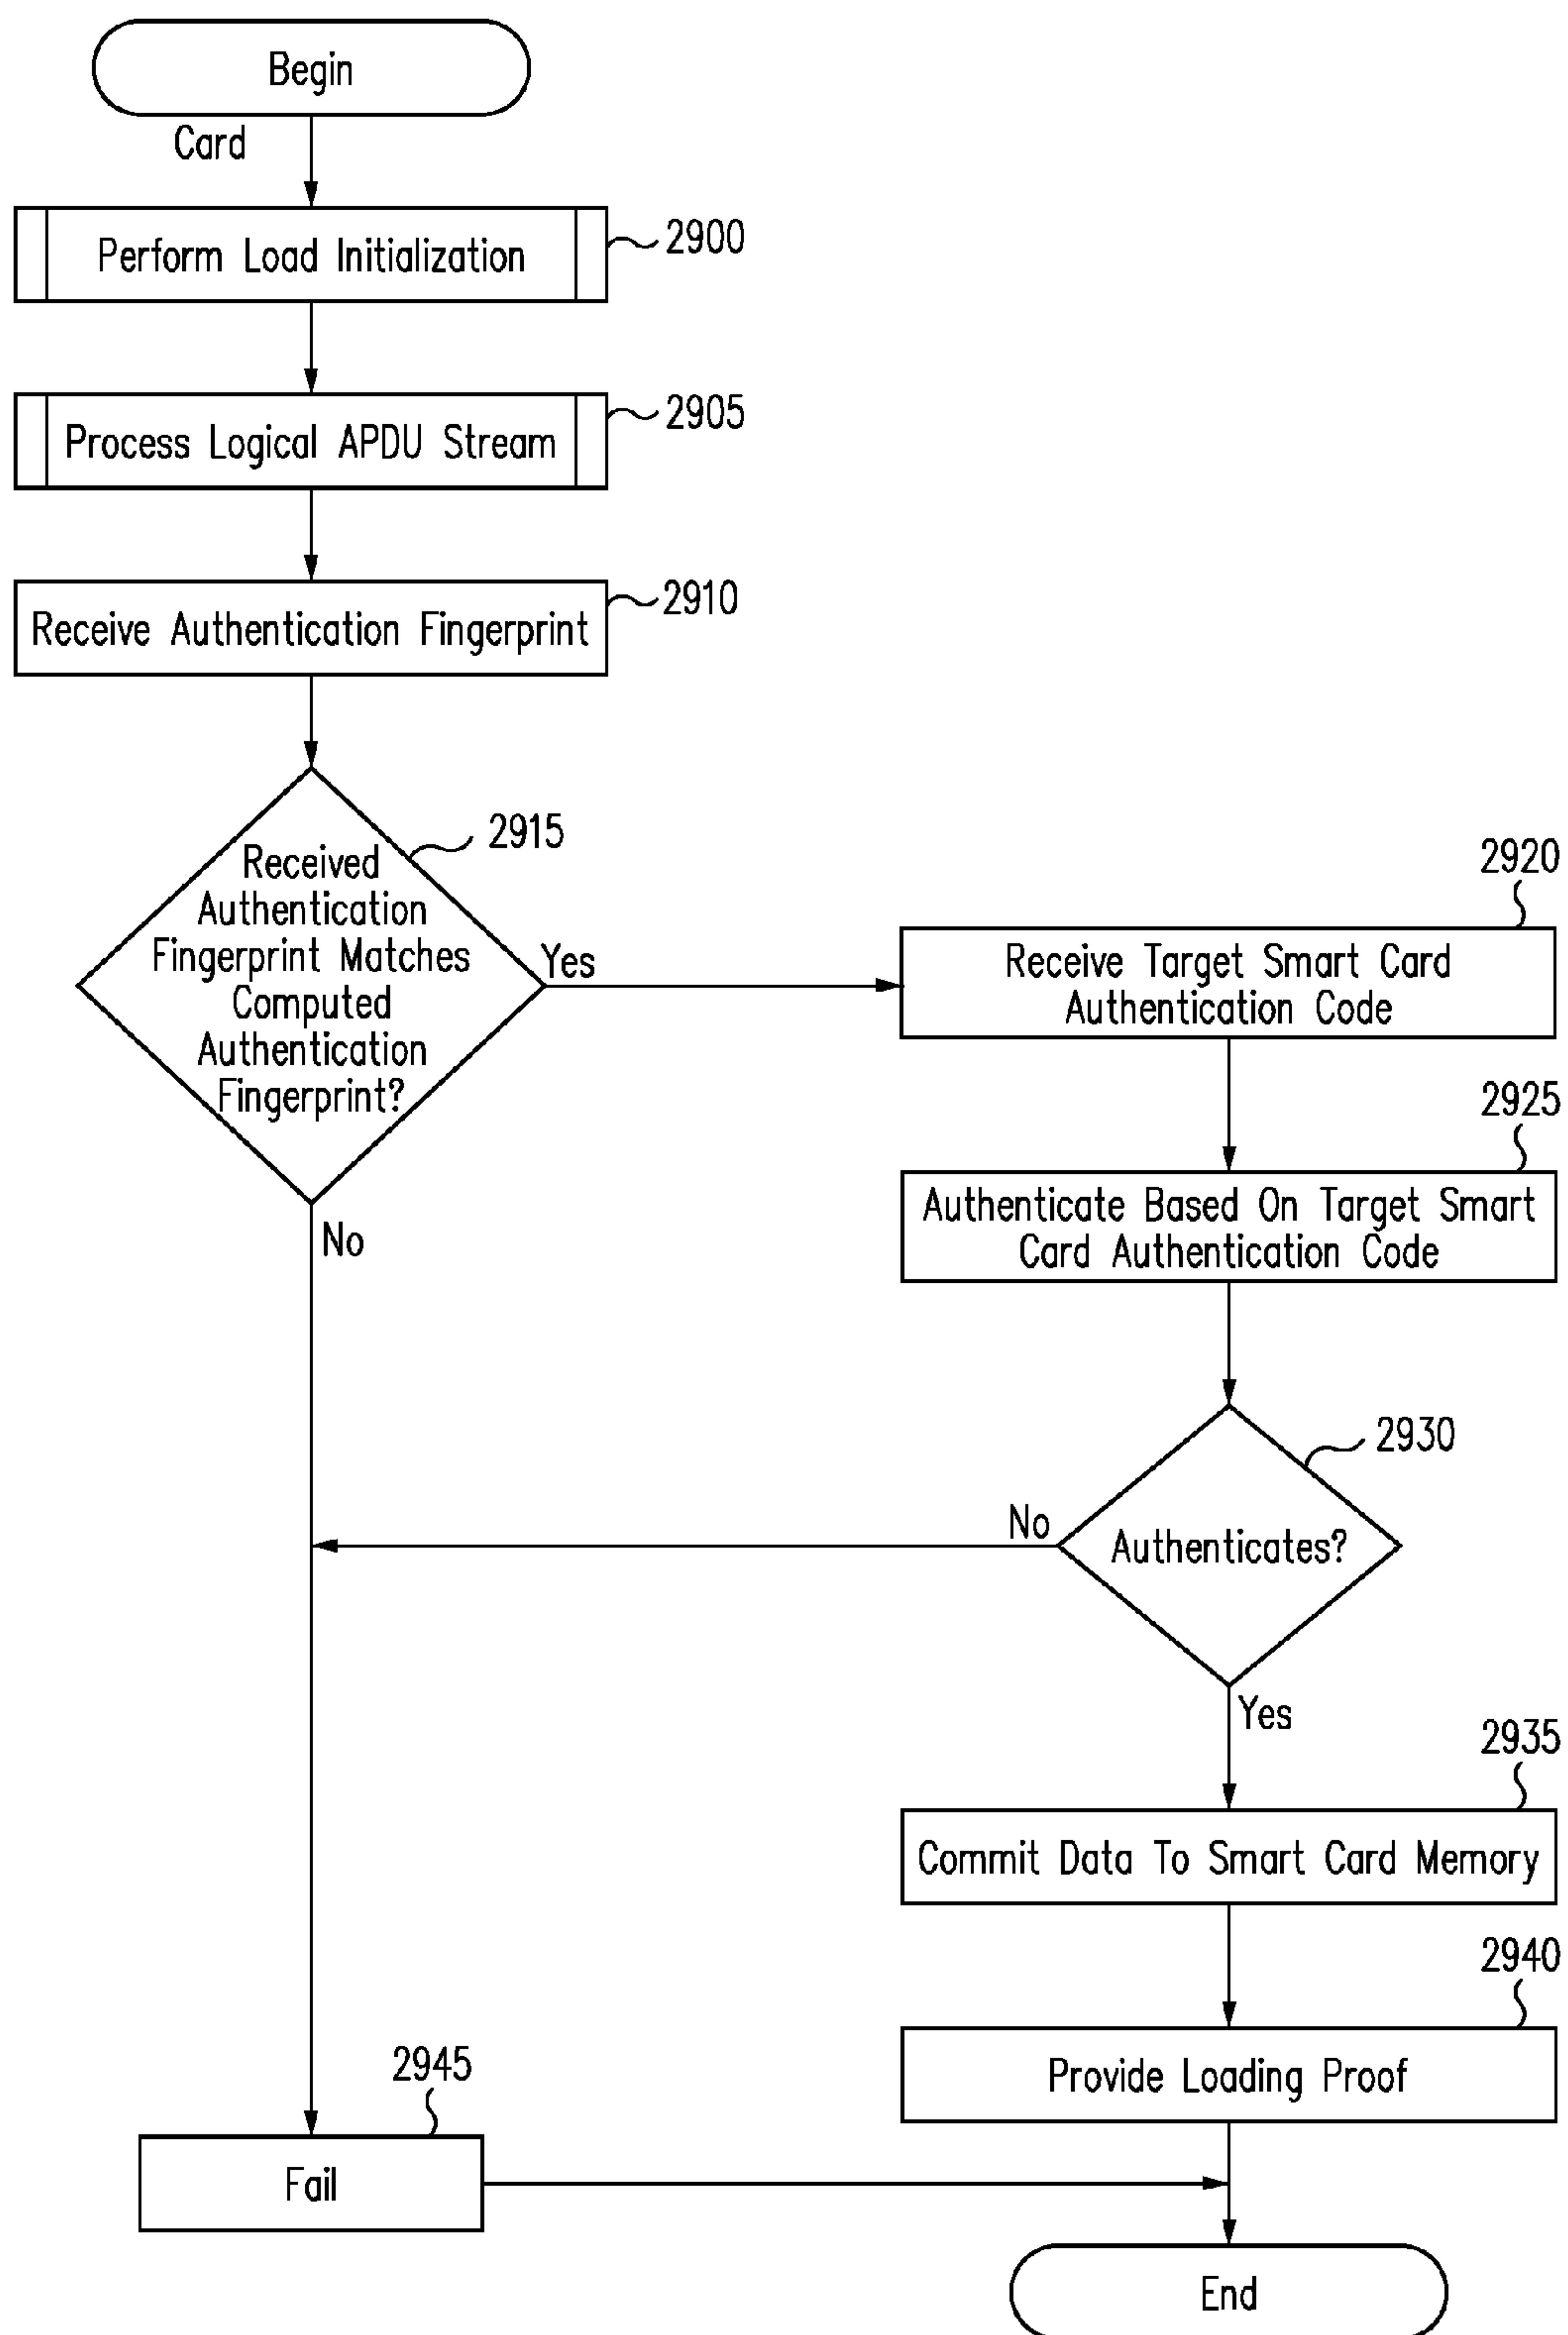 Begin
Card
Perform Load Initialization
2900
Process Logical APDU Stream
2905
Receive Authentication Fingerprint
2910
Received
Authentication
Fingerprint Matches
Computed
Authentication
Fingerprint?
2915
Yes
No
2920
Receive Target Smart Card
Authentication Code
2925
Authenticate Based On Target Smart
Card Authentication Code
2930
Authenticates?
No
Yes
2935
Commit Data To Smart Card Memory
2940
Provide Loading Proof
2945
Fail
End